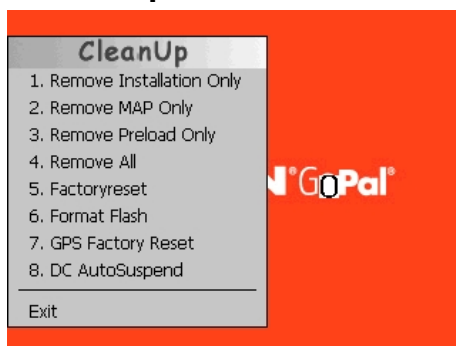 CleanUp
1. Remove Installation Only
2. Remove MAP Only
3. Remove Preload Only
4. Remove All
5. Factoryreset
6. Format Flash
7. GPS Factory Reset
8. DC AutoSuspend
Exit
N®GoPal®